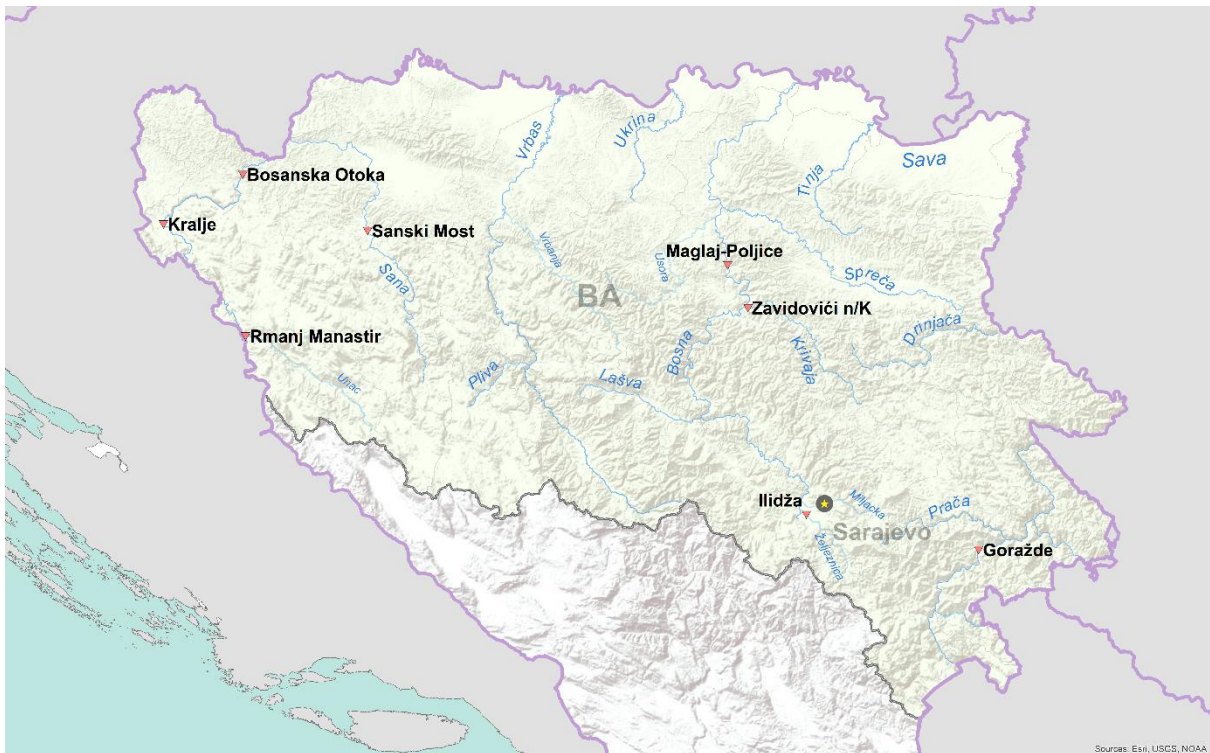 Vrbas
Ukrina
Tinja
Sava
Bosanska Otoka
Kralje
Sanski Most
Vrbanja
Usora
Maglaj-Poljice
Spreča
Sana
BA
Zavidovići n/K
Drinjača
Rmanj Manastir
Bosna
Krivaja
Unac
Pliva
Lašva
Ilidža
Miljacka
Prača
Sarajevo
Željeznica
Goražde
Sources: Esri, USGS, NOAA